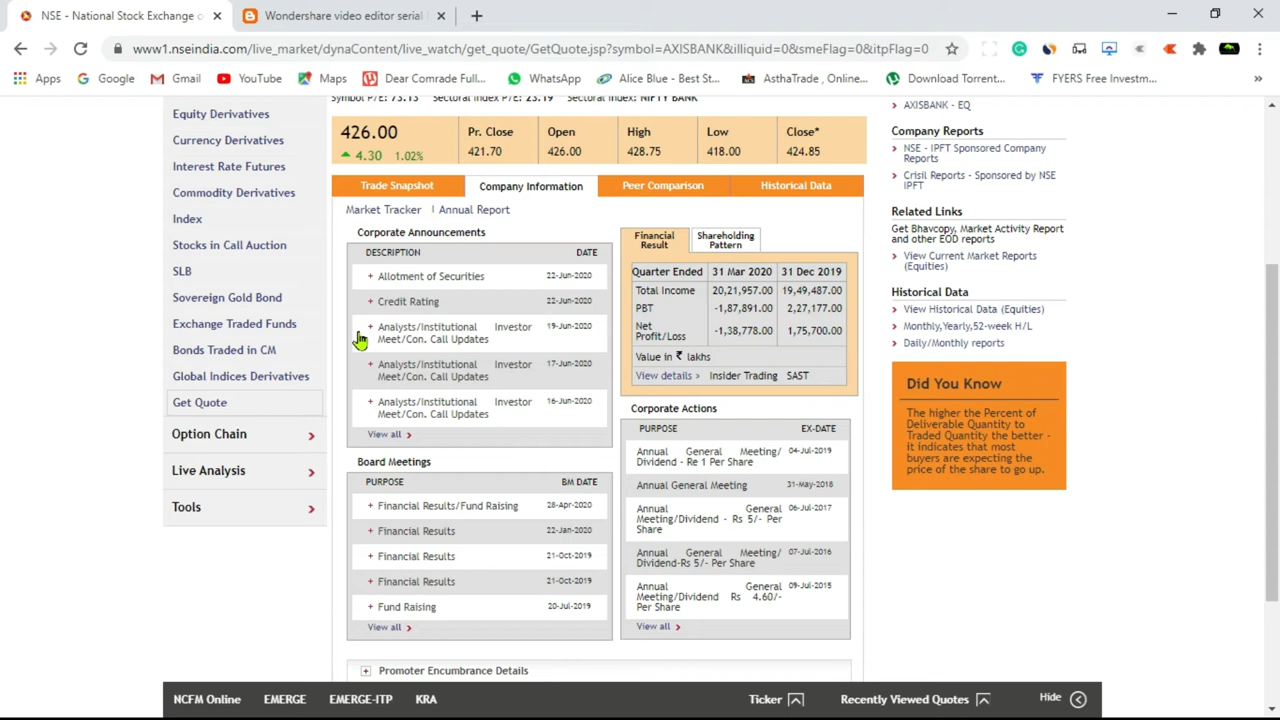 NSE - National Stock Exchange o
Wondershare video editor serial
www1.nseindia.com/live_market/dynaContent/live_watch/get_quote/GetQuote.jsp?symbol=AXISBANK&illiquid=0&smeFlag=0&itpFlag=0
Apps Google Gmail YouTube Maps Dear Comrade Full... WhatsApp Alice Blue - Best St... AsthaTrade , Online... Download Torrent... FYERS Free Investm... »
Symbol P/E: 73.13 Sectoral Index P/E: 23.19 Sectoral Index: NIFTY BANK
426.00 Pr. Close Open High Low Close*
4.30 1.02% 421.70 426.00 428.75 418.00 424.85
Trade Snapshot Company Information Peer Comparison Historical Data
Market Tracker | Annual Report
Equity Derivatives
Currency Derivatives
Interest Rate Futures
Commodity Derivatives
Index
Stocks in Call Auction
SLB
Sovereign Gold Bond
Exchange Traded Funds
Bonds Traded in CM
Global Indices Derivatives
Get Quote
Option Chain
Live Analysis
Tools
Corporate Announcements
DESCRIPTION DATE
+ Allotment of Securities 22-Jun-2020
+ Credit Rating 22-Jun-2020
+ Analysts/Institutional Investor 19-Jun-2020
Meet/Con. Call Updates
+ Analysts/Institutional Investor 17-Jun-2020
Meet/Con. Call Updates
+ Analysts/Institutional Investor 16-Jun-2020
Meet/Con. Call Updates
View all
Board Meetings
PURPOSE BM DATE
+ Financial Results/Fund Raising 28-Apr-2020
+ Financial Results 22-Jan-2020
+ Financial Results 21-Oct-2019
+ Financial Results 21-Oct-2019
+ Fund Raising 20-Jul-2019
View all
Financial
Result
Shareholding
Pattern
Quarter Ended 31 Mar 2020 31 Dec 2019
Total Income 20,21,957.00 19,49,487.00
PBT -1,87,891.00 2,27,177.00
Net
Profit/Loss -1,38,778.00 1,75,700.00
Value in ₹ lakhs
View details > Insider Trading SAST
Corporate Actions
PURPOSE EX-DATE
Annual General Meeting/ 04-Jul-2019
Dividend - Re 1 Per Share
Annual General Meeting 31-May-2018
Annual General 06-Jul-2017
Meeting/Dividend - Rs 5/- Per
Share
Annual General Meeting/ 07-Jul-2016
Dividend-Rs 5/- Per Share
Annual General 09-Jul-2015
Meeting/Dividend Rs 4.60/-
Per Share
View all
+ Promoter Encumbrance Details
AXISBANK - EQ
Company Reports
NSE - IPFT Sponsored Company
Reports
Crisil Reports - Sponsored by NSE
IPFT
Related Links
Get Bhavcopy, Market Activity Report
and other EOD reports
View Current Market Reports
(Equities)
Historical Data
View Historical Data (Equities)
Monthly,Yearly,52-week H/L
Daily/Monthly reports
Did You Know
The higher the Percent of
Deliverable Quantity to
Traded Quantity the better -
it indicates that most
buyers are expecting the
price of the share to go up.
NCFM Online EMERGE EMERGE-ITP KRA Ticker Recently Viewed Quotes Hide